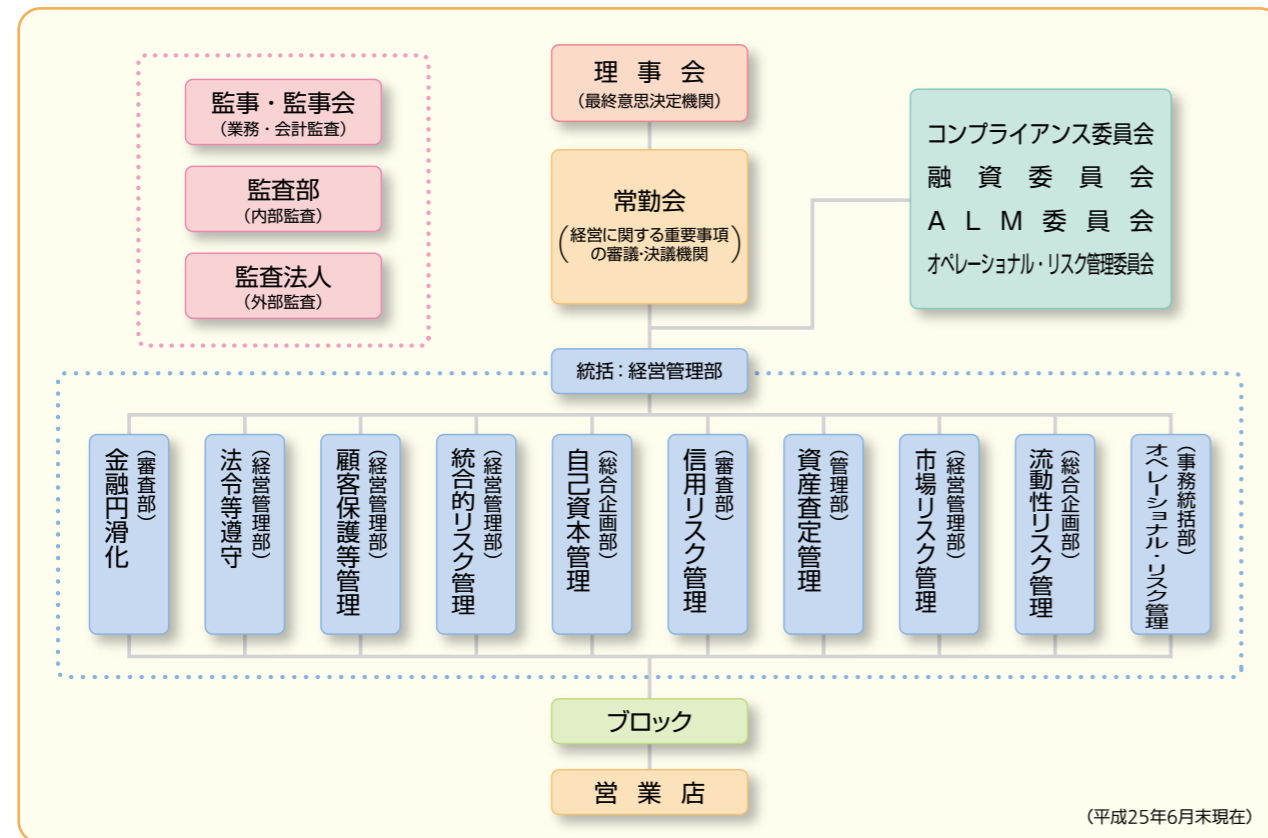 監事・監事会
（業務・会計監査）
監査部
（内部監査）
監査法人
（外部監査）
理事会
（最終意思決定機関）
常勤会
（経営に関する重要事項
の審議・決議機関）
コンプライアンス委員会
融資委員会
ALM委員会
オペレーショナル・リスク管理委員会
統括：経営管理部
金融円滑化
（審査部）
法令等遵守
（経営管理部）
顧客保護等管理
（経営管理部）
統合的リスク管理
（経営管理部）
自己資本管理
（総合企画部）
信用リスク管理
（審査部）
資産査定管理
（管理部）
市場リスク管理
（経営管理部）
流動性リスク管理
（総合企画部）
オペレーショナル・リスク管理
（事務統括部）
ブロック
営業店
（平成25年6月末現在）